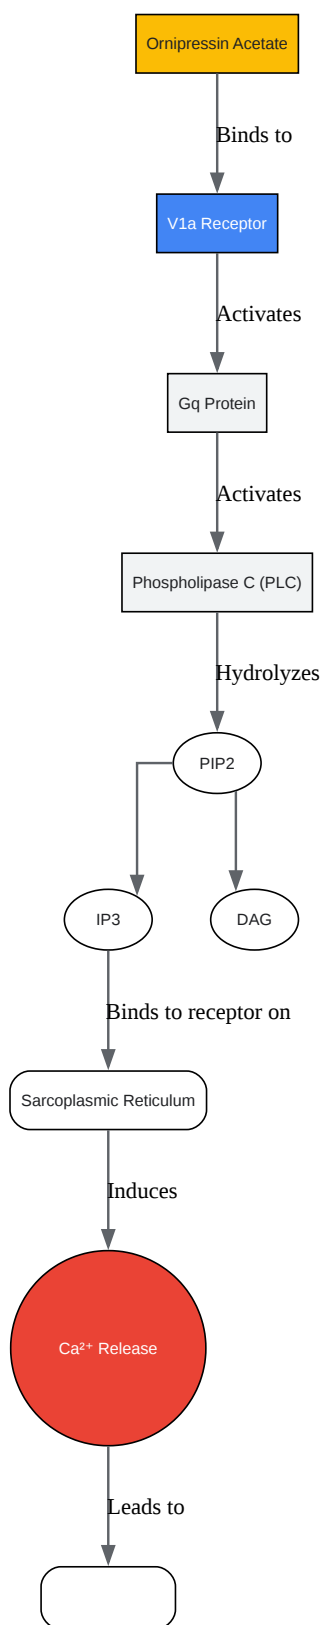 Ornipressin Acetate
Binds to
V1a Receptor
Activates
Gq Protein
Activates
Phospholipase C (PLC)
Hydrolyzes
PIP2
IP3
DAG
Binds to receptor on
Sarcoplasmic Reticulum
Induces
Ca²⁺ Release
Leads to